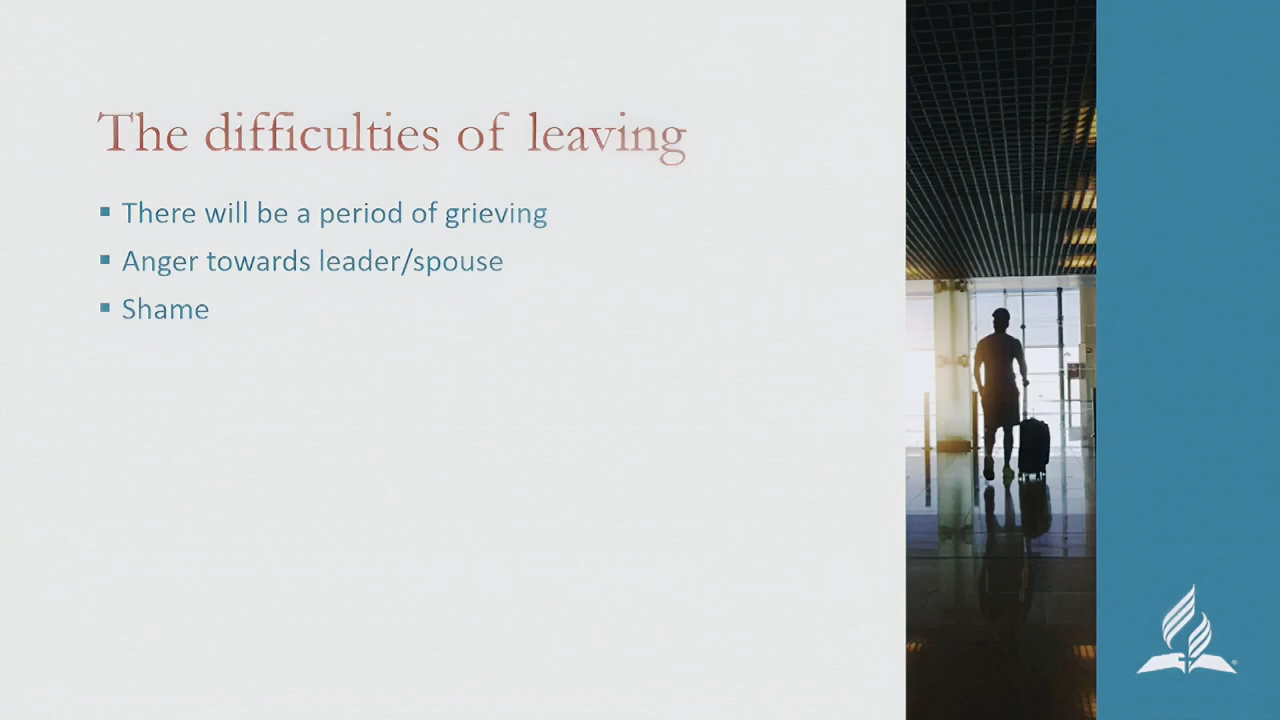 The difficulties of leaving
▪ There will be a period of grieving
▪ Anger towards leader/spouse
▪ Shame